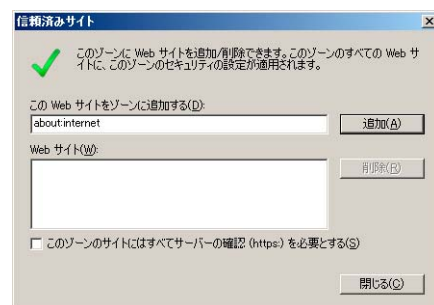 信頼済みサイト
このゾーンに Web サイトを追加/削除できます。このゾーンのすべての Web サ
イトに、このゾーンのセキュリティの設定が適用されます。
この Web サイトをゾーンに追加する(D):
about:internet
追加(A)
Web サイト(W):
削除(R)
このゾーンのサイトにはすべてサーバーの確認 (https:) を必要とする(S)
閉じる(C)